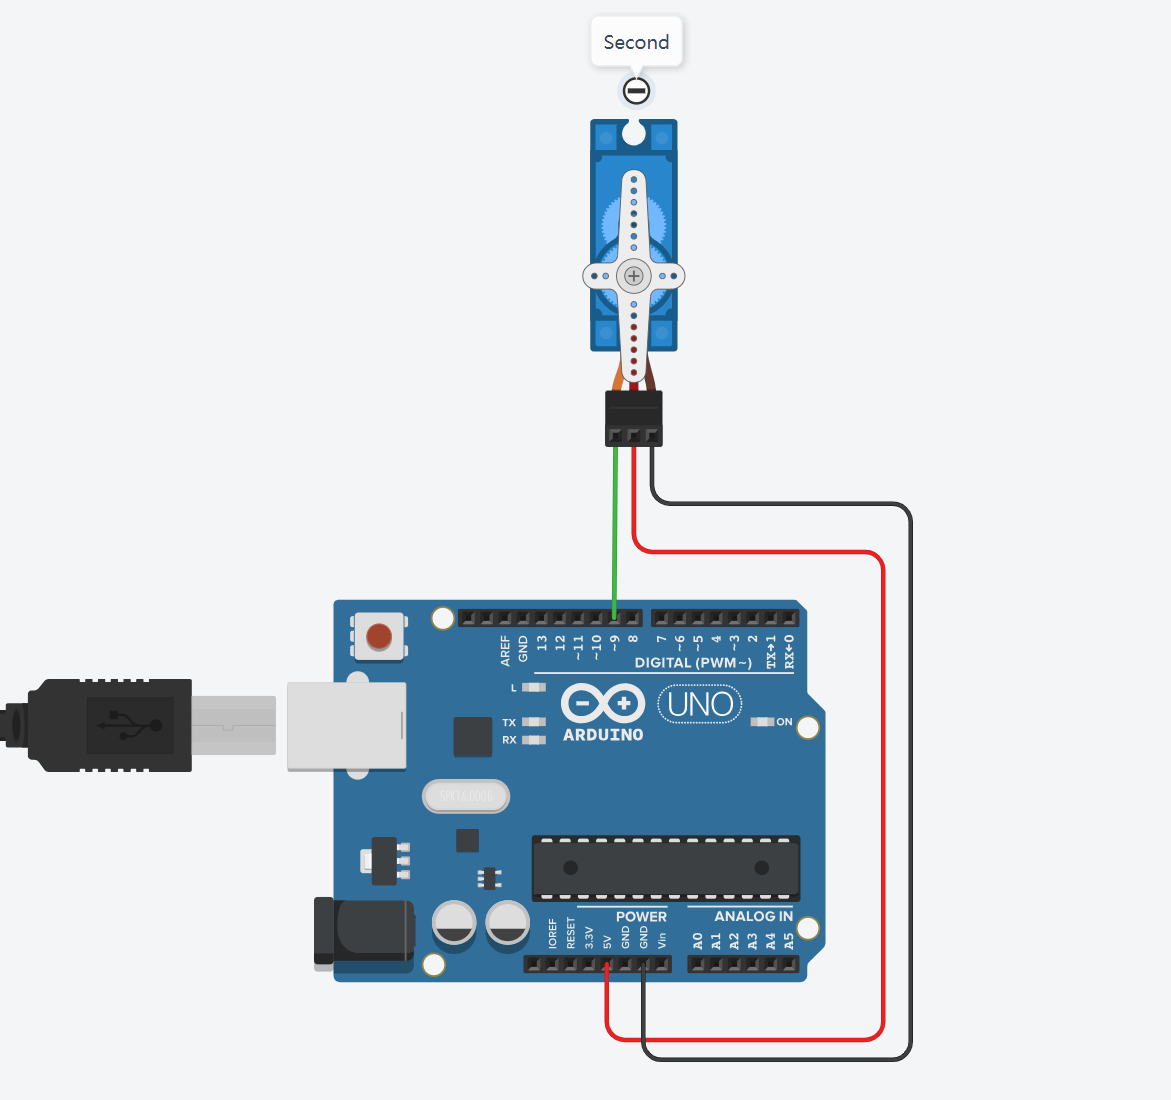 Second
AREF
GND
13
12
~11
~10
~9
8
7
~6
~5
4
~3
2
TX→1
RX←0
DIGITAL (PWM~)
L
TX
RX
ARDUINO
UNO
ON
SPK16.000G
POWER
ANALOG IN
IOREF
RESET
3.3V
5V
GND
GND
Vin
A0
A1
A2
A3
A4
A5